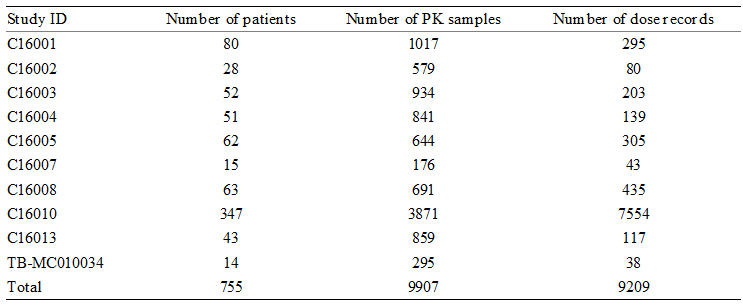 Study ID Number of patients Number of PK samples Number of dose records
C16001 80 1017 295
C16002 28 579 80
C16003 52 934 203
C16004 51 841 139
C16005 62 644 305
C16007 15 176 43
C16008 63 691 435
C16010 347 3871 7554
C16013 43 859 117
TB-MC010034 14 295 38
Total 755 9907 9209